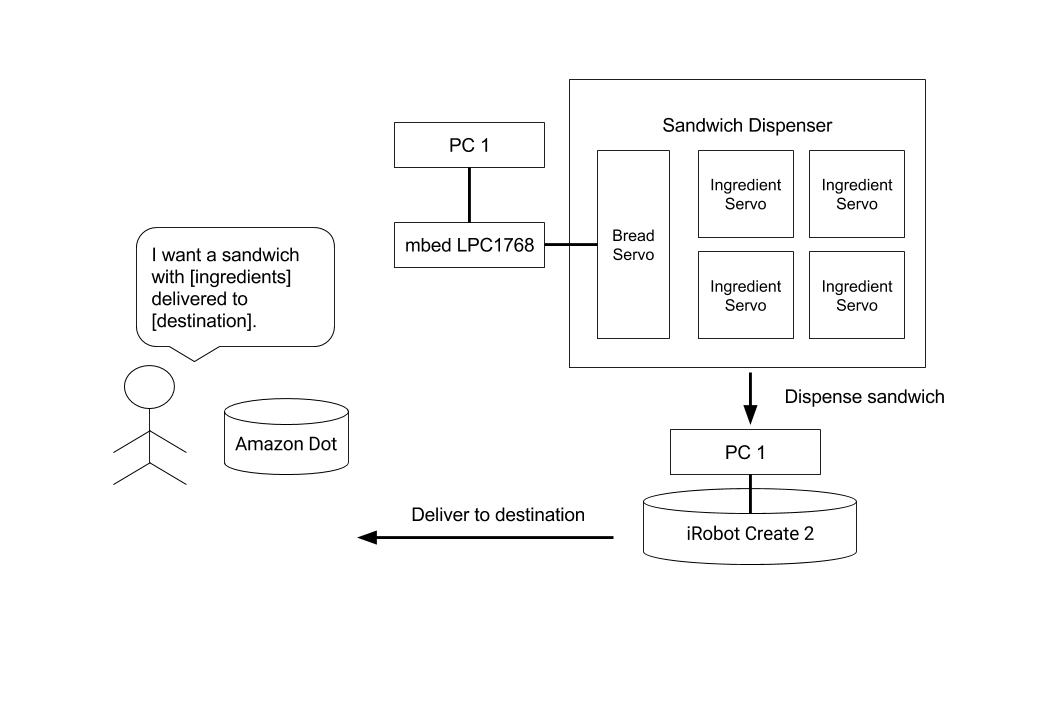 Sandwich Dispenser
PC 1
mbed LPC1768
Bread
Servo
Ingredient
Servo
Ingredient
Servo
Ingredient
Servo
Ingredient
Servo
I want a sandwich
with [ingredients]
delivered to
[destination].
Amazon Dot
Dispense sandwich
PC 1
iRobot Create 2
Deliver to destination